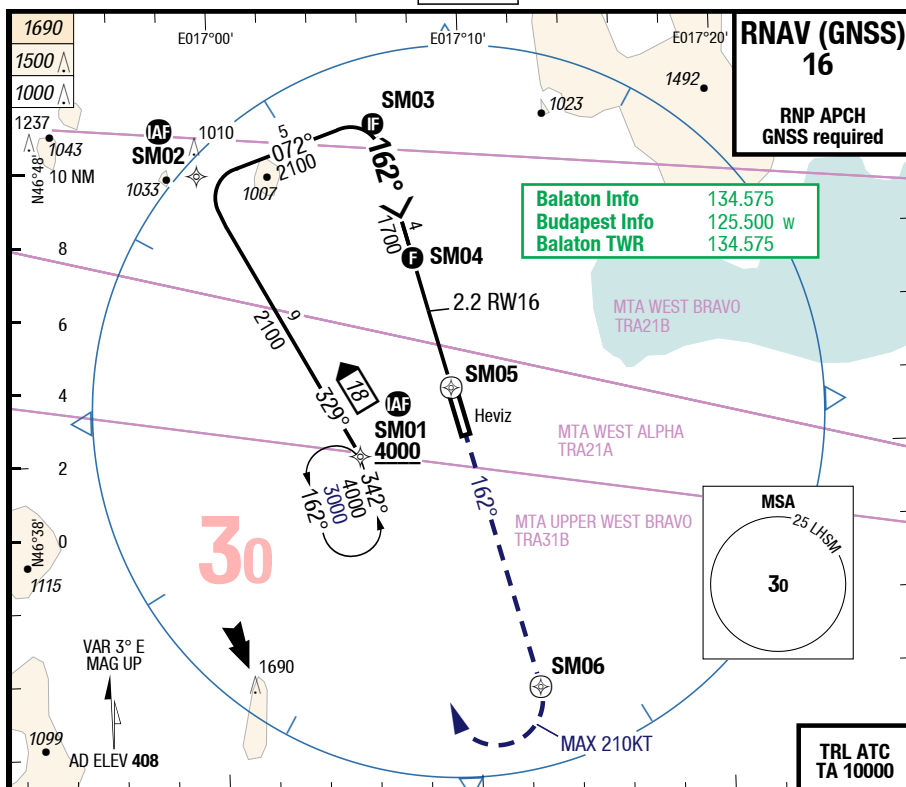 1690
1500
1000
E017°00'
E017°10'
E017°20'
RNAV (GNSS)
16
RNP APCH
GNSS required
1492
1023
SM03
IF
IAF
SM02
1010
5
072°
2100
162°
1237
1043
N46°48'
10 NM
1033
1007
Balaton Info 134.575
Budapest Info 125.500 W
Balaton TWR 134.575
4
1700
F
SM04
8
2.2 RW16
MTA WEST BRAVO
TRA21B
6
9
2100
SM05
18
IAF
4
329°
SM01
4000
Heviz
MTA WEST ALPHA
TRA21A
2
342°
4000
3000
162°
162°
MTA UPPER WEST BRAVO
TRA31B
MSA
25 LHSM
30
N46°38'
0
30
1115
VAR 3° E
MAG UP
1690
SM06
1099
AD ELEV 408
MAX 210KT
TRL ATC
TA 10000